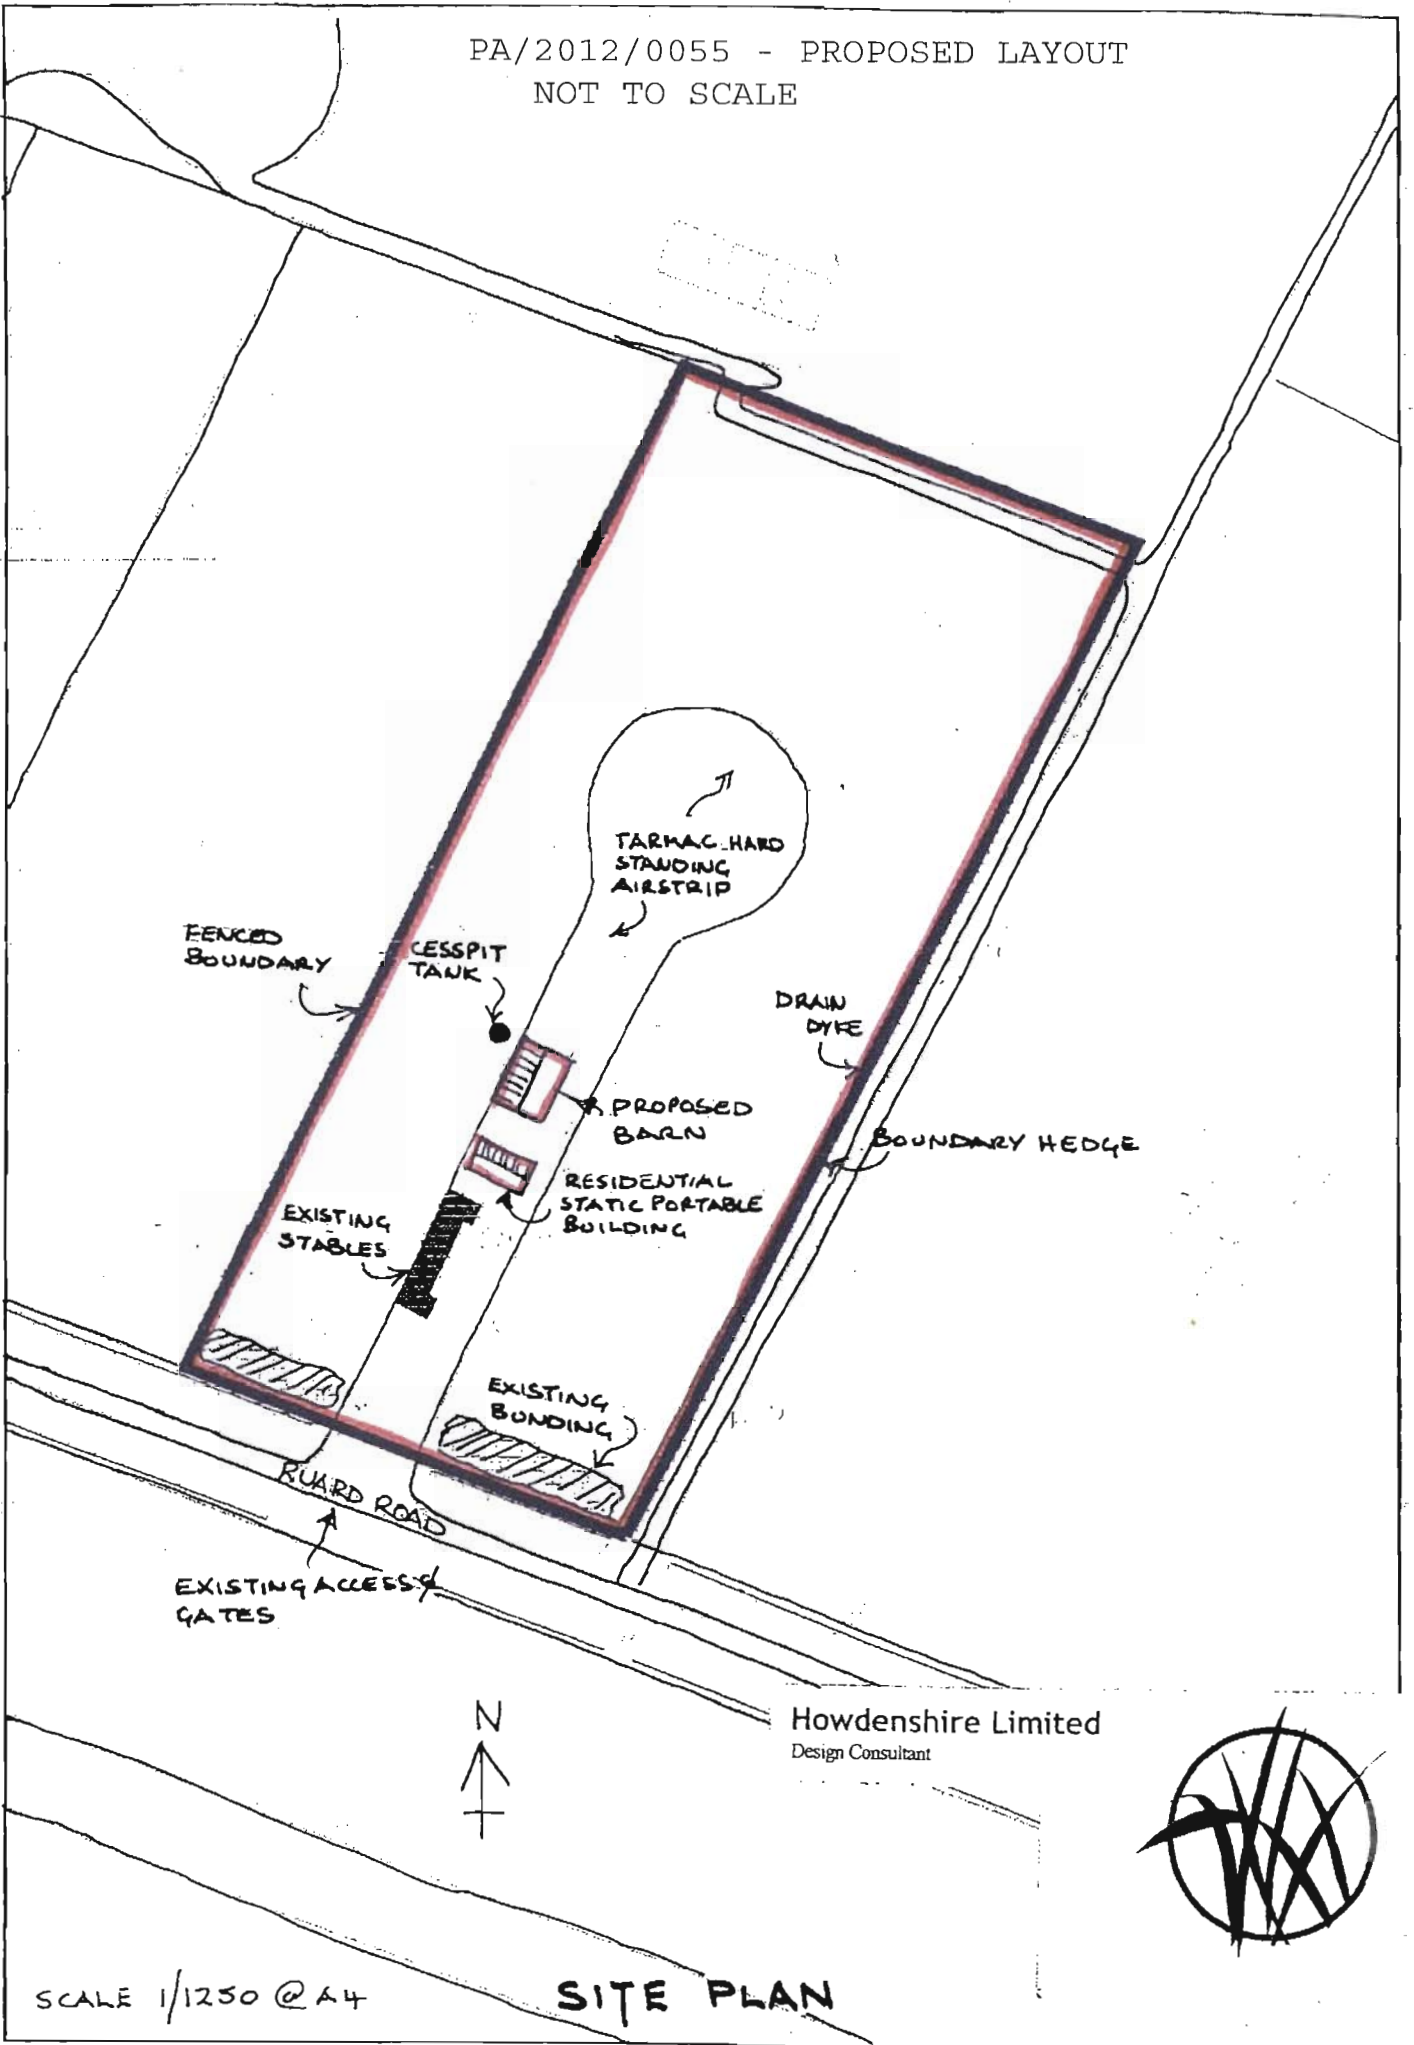 PA/2012/0055 - PROPOSED LAYOUT
NOT TO SCALE
TARMAC HARD
STANDING
AIRSTRIP
FENCED
BOUNDARY
CESSPIT
TANK
DRAIN
DYKE
PROPOSED
BARN
BOUNDARY HEDGE
RESIDENTIAL
STATIC PORTABLE
BUILDING
EXISTING
STABLES
EXISTING
BUNDING
RUARD ROAD
EXISTING ACCESS &
GATES
N
Howdenshire Limited
Design Consultant
SCALE 1/1250 @ A4
SITE PLAN